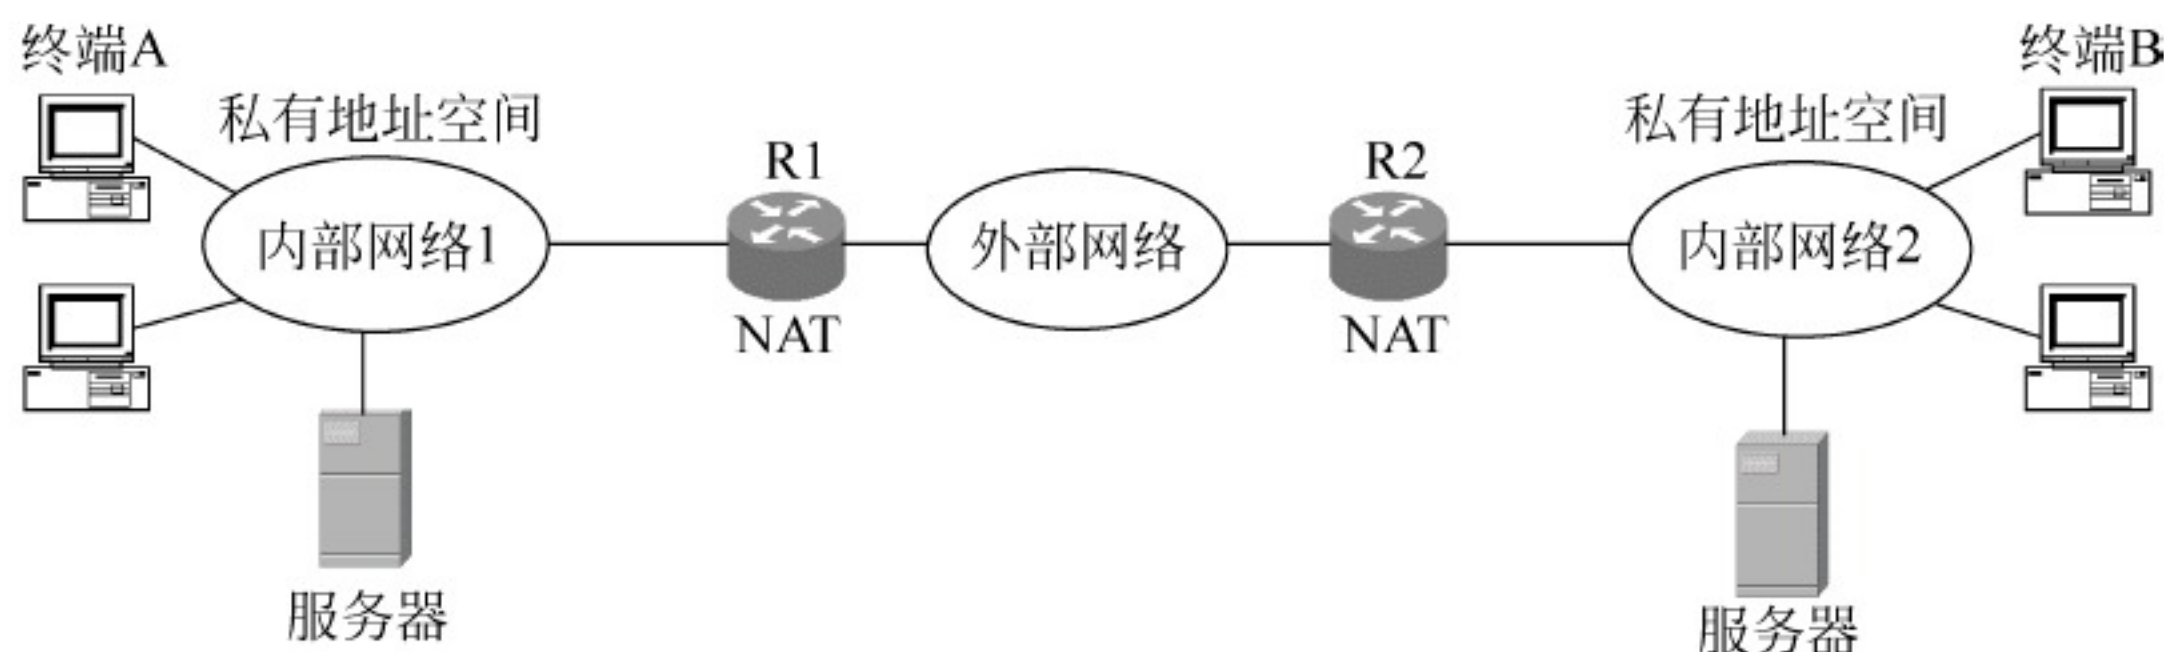 终端A
终端B
私有地址空间
私有地址空间
R1
R2
内部网络1
外部网络
内部网络2
NAT
NAT
服务器
服务器